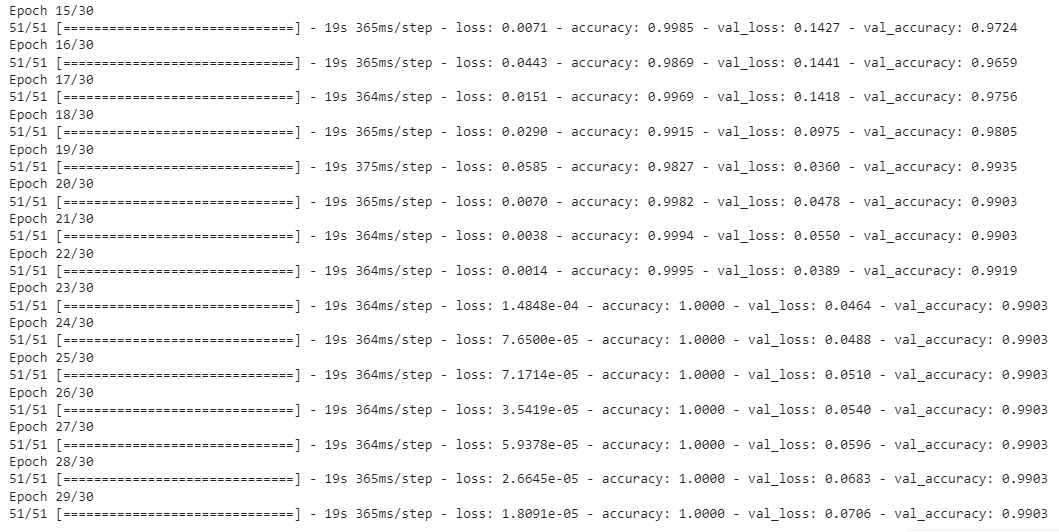 Epoch 15/30
51/51 [==============================] - 19s 365ms/step - loss: 0.0071 - accuracy: 0.9985 - val_loss: 0.1427 - val_accuracy: 0.9724
Epoch 16/30
51/51 [==============================] - 19s 365ms/step - loss: 0.0443 - accuracy: 0.9869 - val_loss: 0.1441 - val_accuracy: 0.9659
Epoch 17/30
51/51 [==============================] - 19s 364ms/step - loss: 0.0151 - accuracy: 0.9969 - val_loss: 0.1418 - val_accuracy: 0.9756
Epoch 18/30
51/51 [==============================] - 19s 365ms/step - loss: 0.0290 - accuracy: 0.9915 - val_loss: 0.0975 - val_accuracy: 0.9805
Epoch 19/30
51/51 [==============================] - 19s 375ms/step - loss: 0.0585 - accuracy: 0.9827 - val_loss: 0.0360 - val_accuracy: 0.9935
Epoch 20/30
51/51 [==============================] - 19s 365ms/step - loss: 0.0070 - accuracy: 0.9982 - val_loss: 0.0478 - val_accuracy: 0.9903
Epoch 21/30
51/51 [==============================] - 19s 364ms/step - loss: 0.0038 - accuracy: 0.9994 - val_loss: 0.0550 - val_accuracy: 0.9903
Epoch 22/30
51/51 [==============================] - 19s 364ms/step - loss: 0.0014 - accuracy: 0.9995 - val_loss: 0.0389 - val_accuracy: 0.9919
Epoch 23/30
51/51 [==============================] - 19s 364ms/step - loss: 1.4848e-04 - accuracy: 1.0000 - val_loss: 0.0464 - val_accuracy: 0.9903
Epoch 24/30
51/51 [==============================] - 19s 364ms/step - loss: 7.6500e-05 - accuracy: 1.0000 - val_loss: 0.0488 - val_accuracy: 0.9903
Epoch 25/30
51/51 [==============================] - 19s 364ms/step - loss: 7.1714e-05 - accuracy: 1.0000 - val_loss: 0.0510 - val_accuracy: 0.9903
Epoch 26/30
51/51 [==============================] - 19s 364ms/step - loss: 3.5419e-05 - accuracy: 1.0000 - val_loss: 0.0540 - val_accuracy: 0.9903
Epoch 27/30
51/51 [==============================] - 19s 364ms/step - loss: 5.9378e-05 - accuracy: 1.0000 - val_loss: 0.0596 - val_accuracy: 0.9903
Epoch 28/30
51/51 [==============================] - 19s 365ms/step - loss: 2.6645e-05 - accuracy: 1.0000 - val_loss: 0.0683 - val_accuracy: 0.9903
Epoch 29/30
51/51 [==============================] - 19s 365ms/step - loss: 1.8091e-05 - accuracy: 1.0000 - val_loss: 0.0706 - val_accuracy: 0.9903